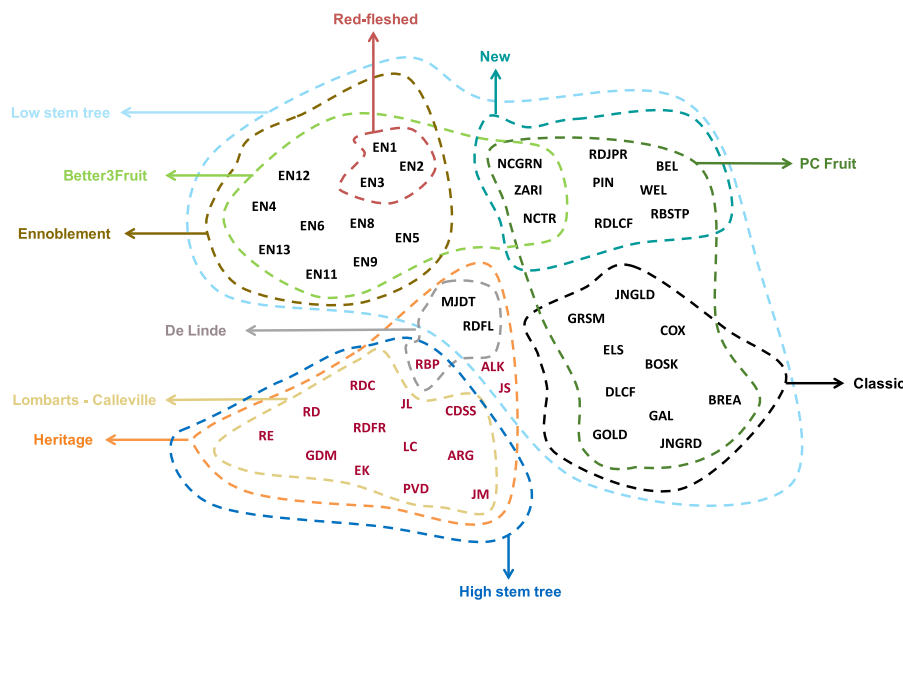 Red-fleshed
New
Low stem tree
EN1
EN2
EN3
EN12
Better3Fruit
EN4
EN6
EN8
EN5
Ennoblement
EN13
EN9
EN11
NCGRN
ZARI
NCTR
RDJPR
BEL
PIN
WEL
RDLCF
RBSTP
PC Fruit
MJDT
RDFL
De Linde
RBP
ALK
JS
JNGLD
GRSM
COX
ELS
BOSK
DLCF
BREA
GAL
GOLD
JNGRD
Classic
Lombarts - Calleville
RDC
JL
CDSS
RD
RDFR
RE
LC
GDM
EK
ARG
PVD
JM
Heritage
High stem tree